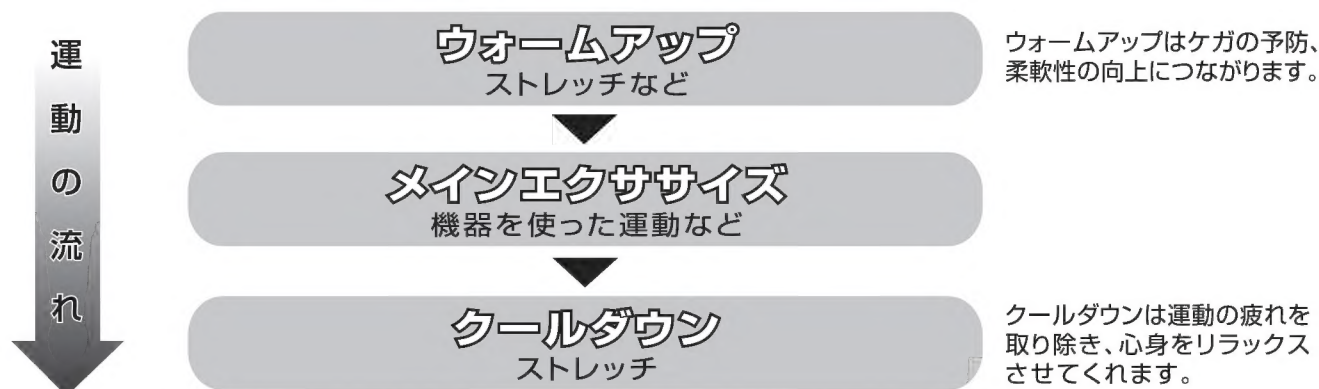 運動の流れ
ウォームアップ
ストレッチなど
ウォームアップはケガの予防、
柔軟性の向上につながります。
メインエクササイズ
機器を使った運動など
クールダウン
ストレッチ
クールダウンは運動の疲れを
取り除き、心身をリラックス
させてくれます。